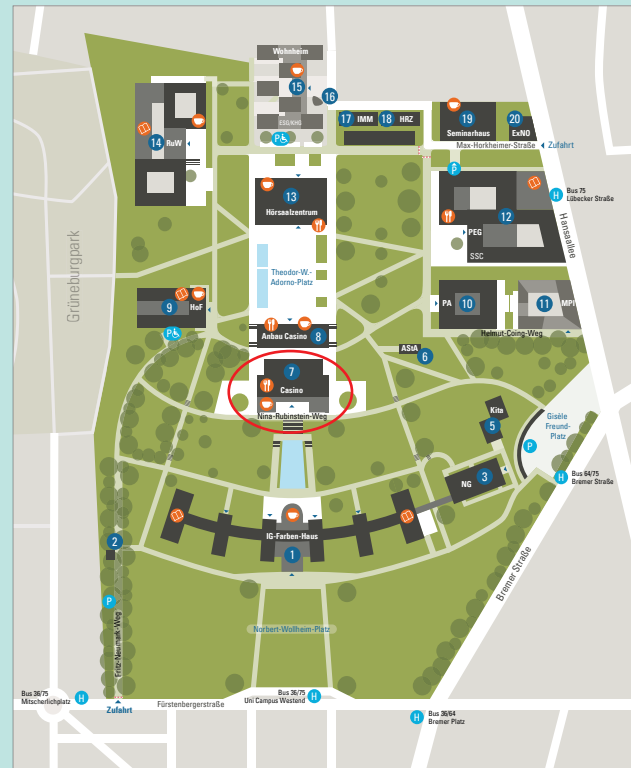 Wohnheim
15
16
ESG/KHG
P
14 RuW
17 IMM 18 HRZ
19
Seminarhaus
20
ExNO
Max-Horkheimer-Straße
Zufahrt
P
H
Bus 75
Lübecker Straße
Hansaallee
13
Hörsaalzentrum
12
PEG
SSC
Grüneburgpark
Theodor-W.-
Adorno-Platz
9 HoF
P
PA 10
11 MPI
Helmut-Coing-Weg
Anbau Casino 8
AStA
6
7
Casino
Nina-Rubinstein-Weg
Kita
5
Gisèle
Freund-
Platz
P
NG 3
H
Bus 64/75
Bremer Straße
IG-Farben-Haus
1
2
P
Fritz-Neumark-Weg
Bremer Straße
Norbert-Wollheim-Platz
Bus 36/75
Mitscherlichplatz
H
Zufahrt
Fürstenbergerstraße
Bus 36/75
Uni Campus Westend
H
H
Bus 36/64
Bremer Platz